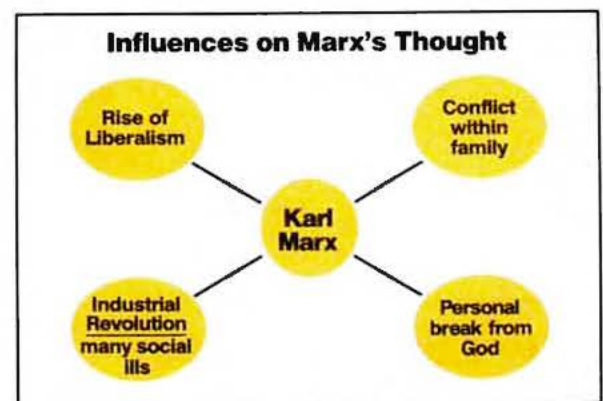 Influences on Marx's Thought
Rise of
Liberalism
Conflict
within
family
Karl
Marx
Industrial
Revolution
many social
ills
Personal
break from
God